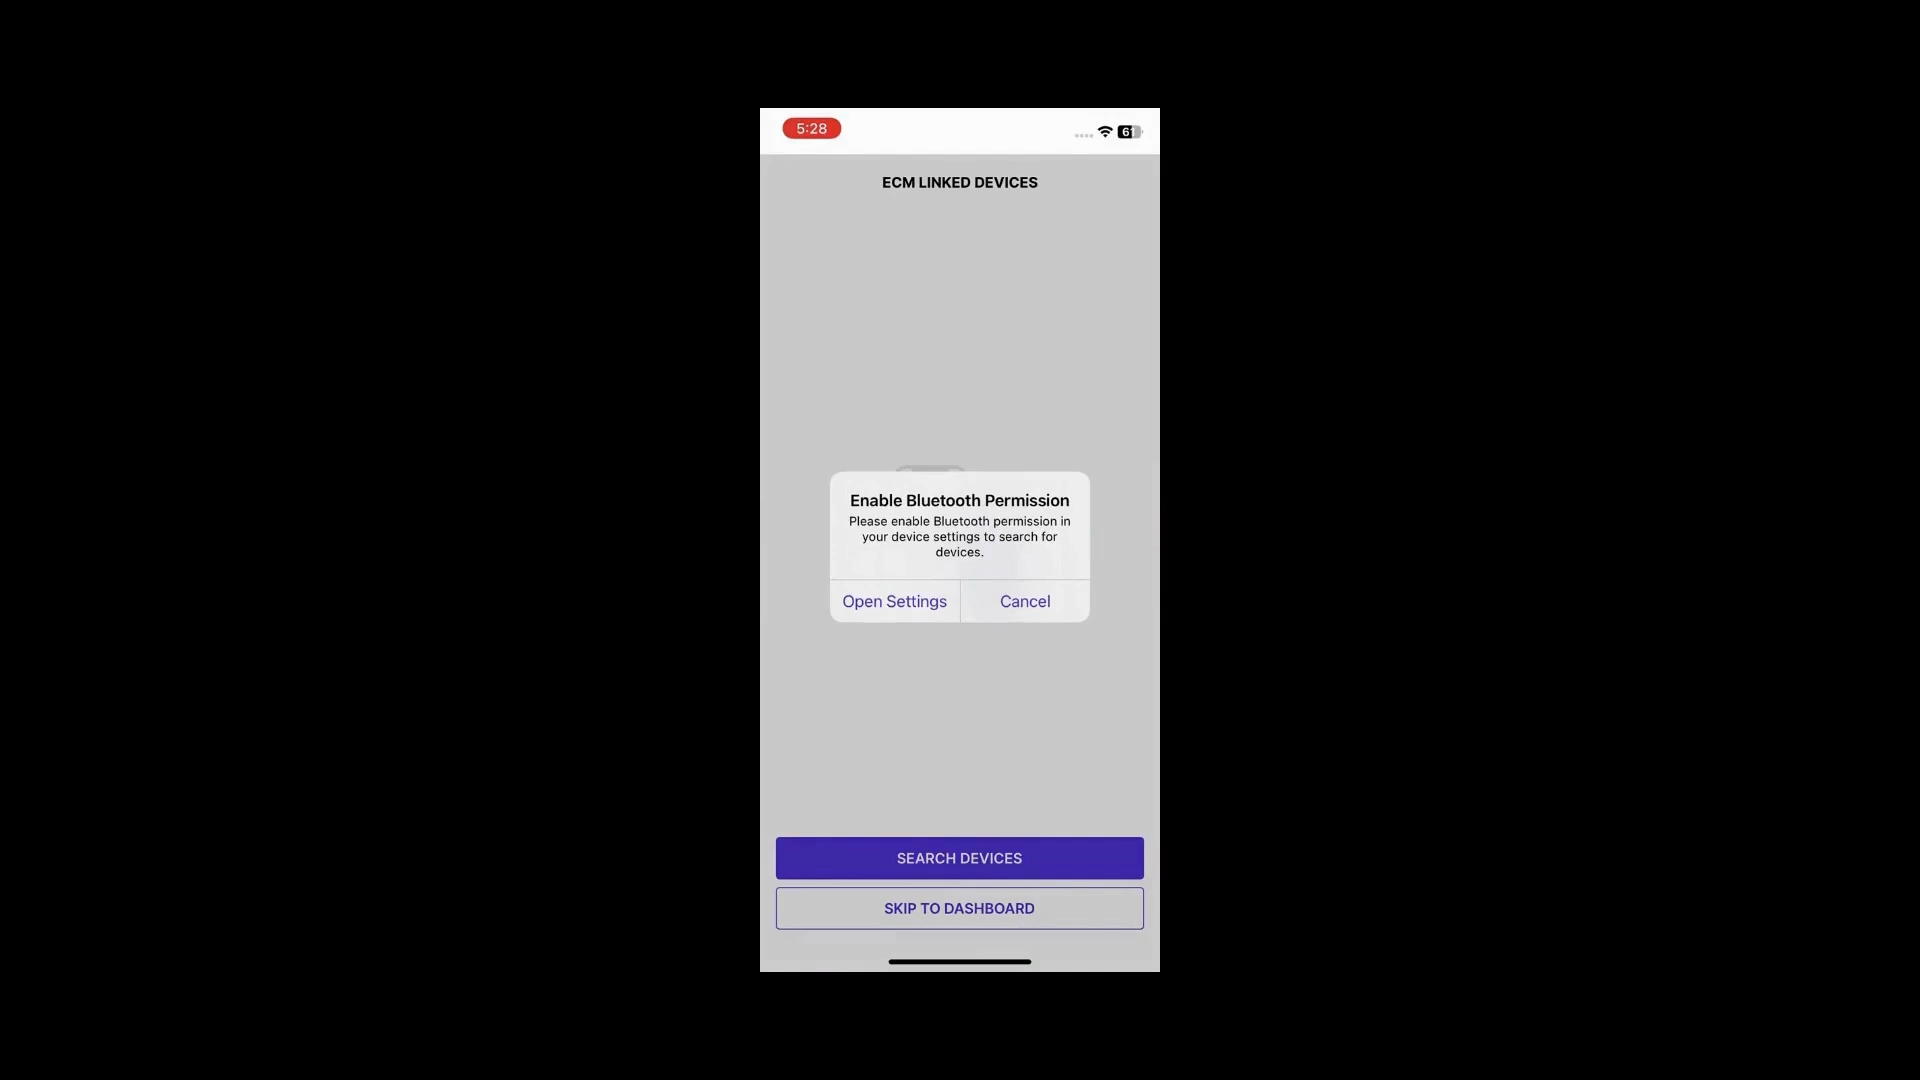 5:28
61
ECM LINKED DEVICES
Enable Bluetooth Permission
Please enable Bluetooth permission in
your device settings to search for
devices.
Open Settings
Cancel
SEARCH DEVICES
SKIP TO DASHBOARD